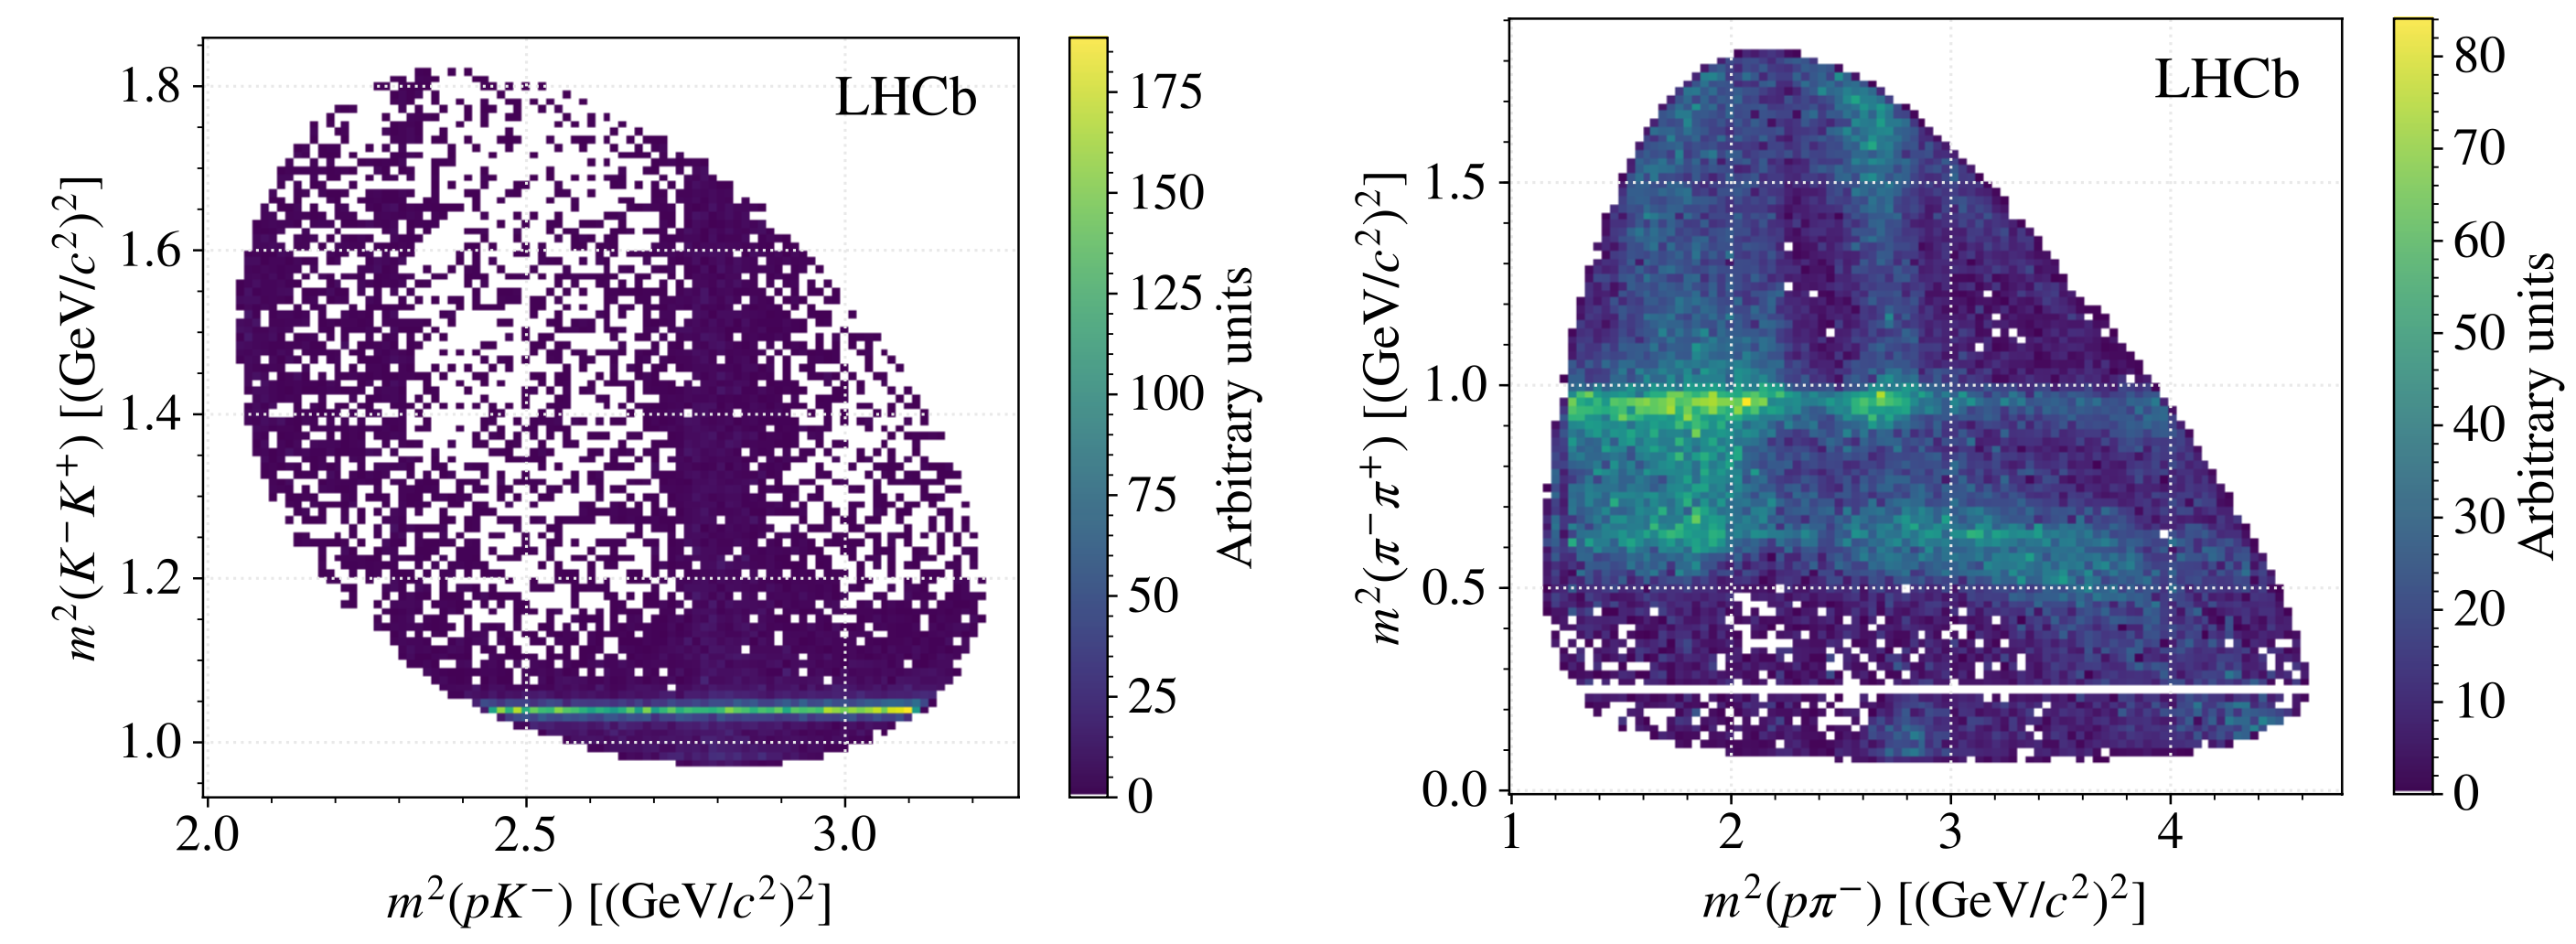 LHCb
1.8
1.6
1.4
1.2
1.0
m²(K⁻K⁺) [(GeV/c²)²]
2.0 2.5 3.0
m²(pK⁻) [(GeV/c²)²]
175
150
125
100
75
50
25
0
Arbitrary units
LHCb
1.5
1.0
0.5
0.0
m²(π⁻π⁺) [(GeV/c²)²]
1 2 3 4
m²(pπ⁻) [(GeV/c²)²]
80
70
60
50
40
30
20
10
0
Arbitrary units